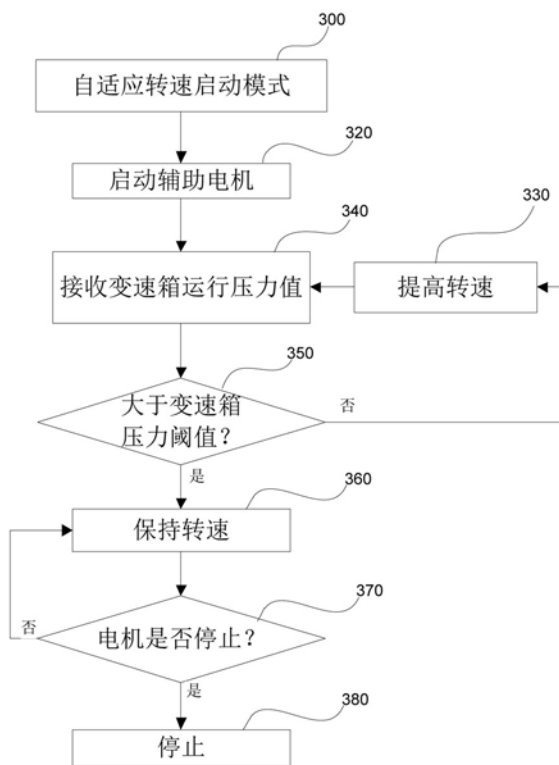 300
自适应转速启动模式
320
启动辅助电机
340
接收变速箱运行压力值
330
提高转速
350
大于变速箱
压力阈值？
否
是
360
保持转速
370
电机是否停止？
否
是
380
停止